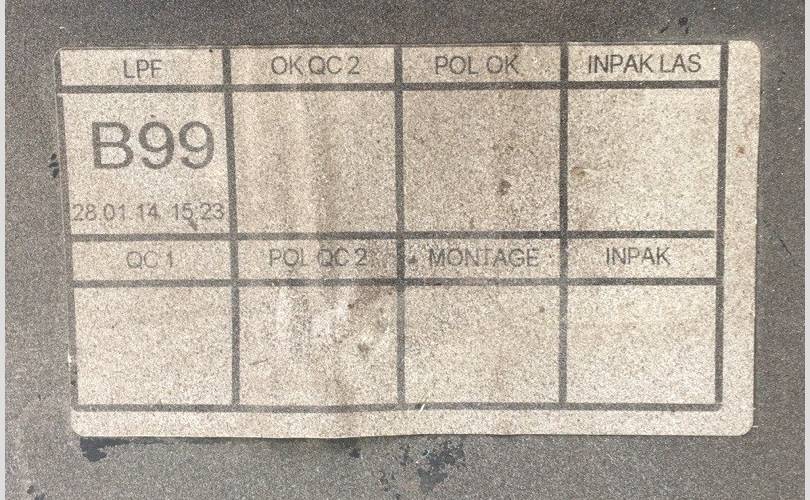 LPF OK QC 2 POL OK INPAK LAS
B99
28.01.14 15:23
QC 1 POL QC 2 MONTAGE INPAK